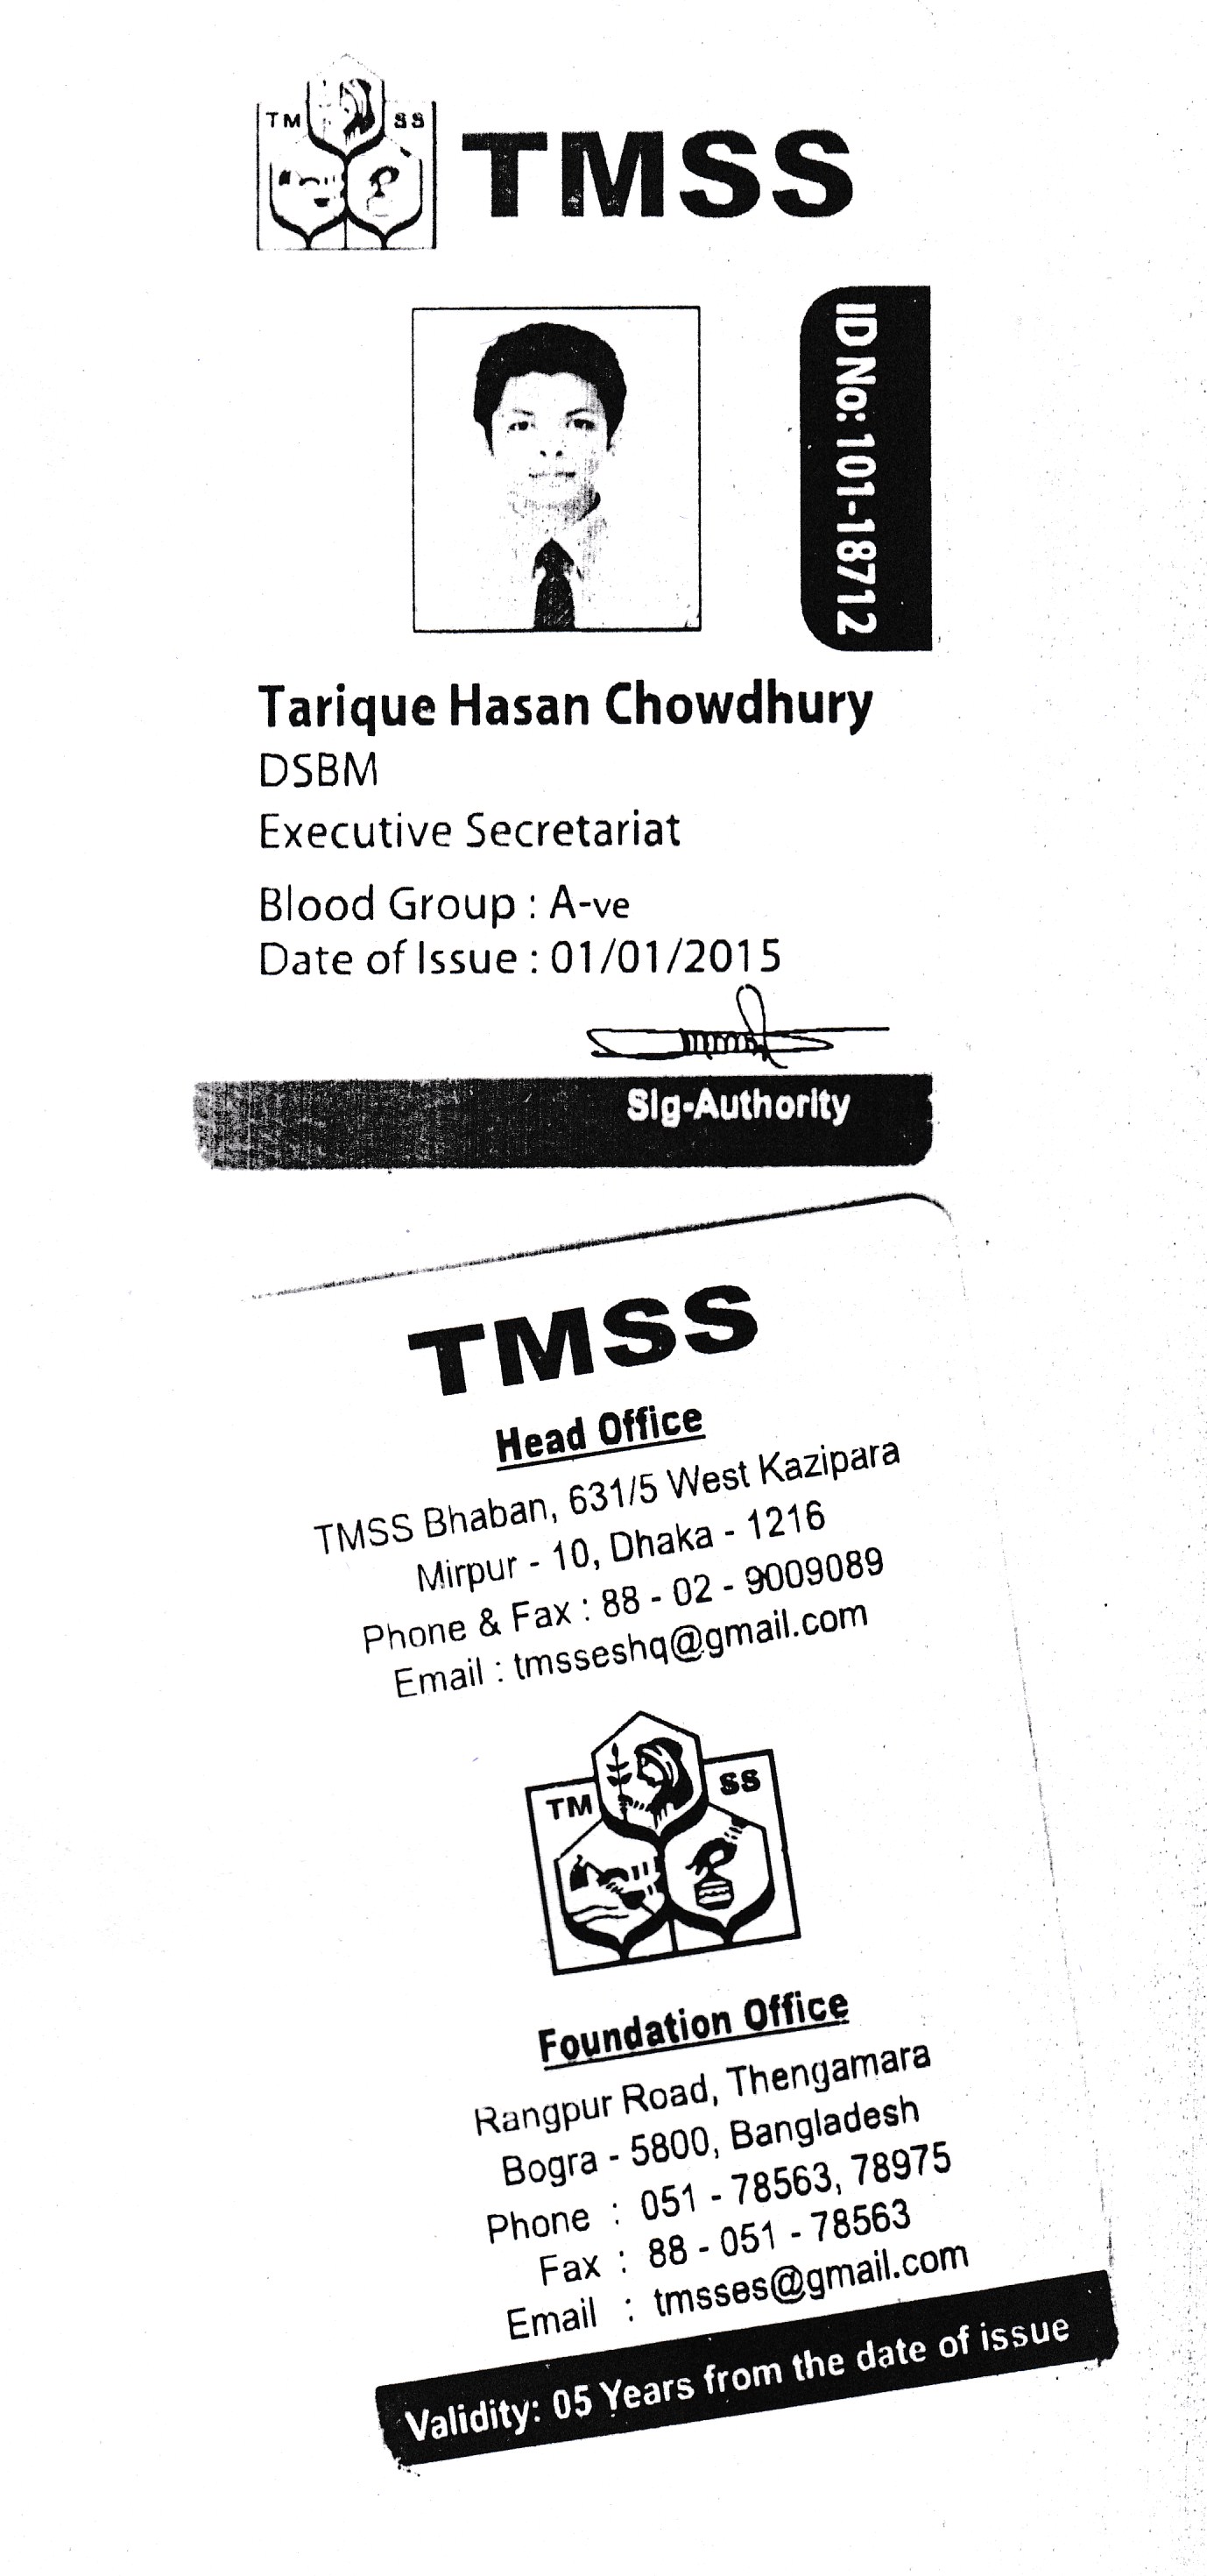 TM SS
TMSS
ID No: 101-18712
Tarique Hasan Chowdhury
DSBM
Executive Secretariat
Blood Group : A-ve
Date of Issue : 01/01/2015
Sig-Authority
TMSS
Head Office
TMSS Bhaban, 631/5 West Kazipara
Mirpur - 10, Dhaka - 1216
Phone & Fax : 88 - 02 - 9009089
Email : tmsseshq@gmail.com
TM SS
Foundation Office
Rangpur Road, Thengamara
Bogra - 5800, Bangladesh
Phone : 051 - 78563, 78975
Fax : 88 - 051 - 78563
Email : tmsses@gmail.com
Validity: 05 Years from the date of issue